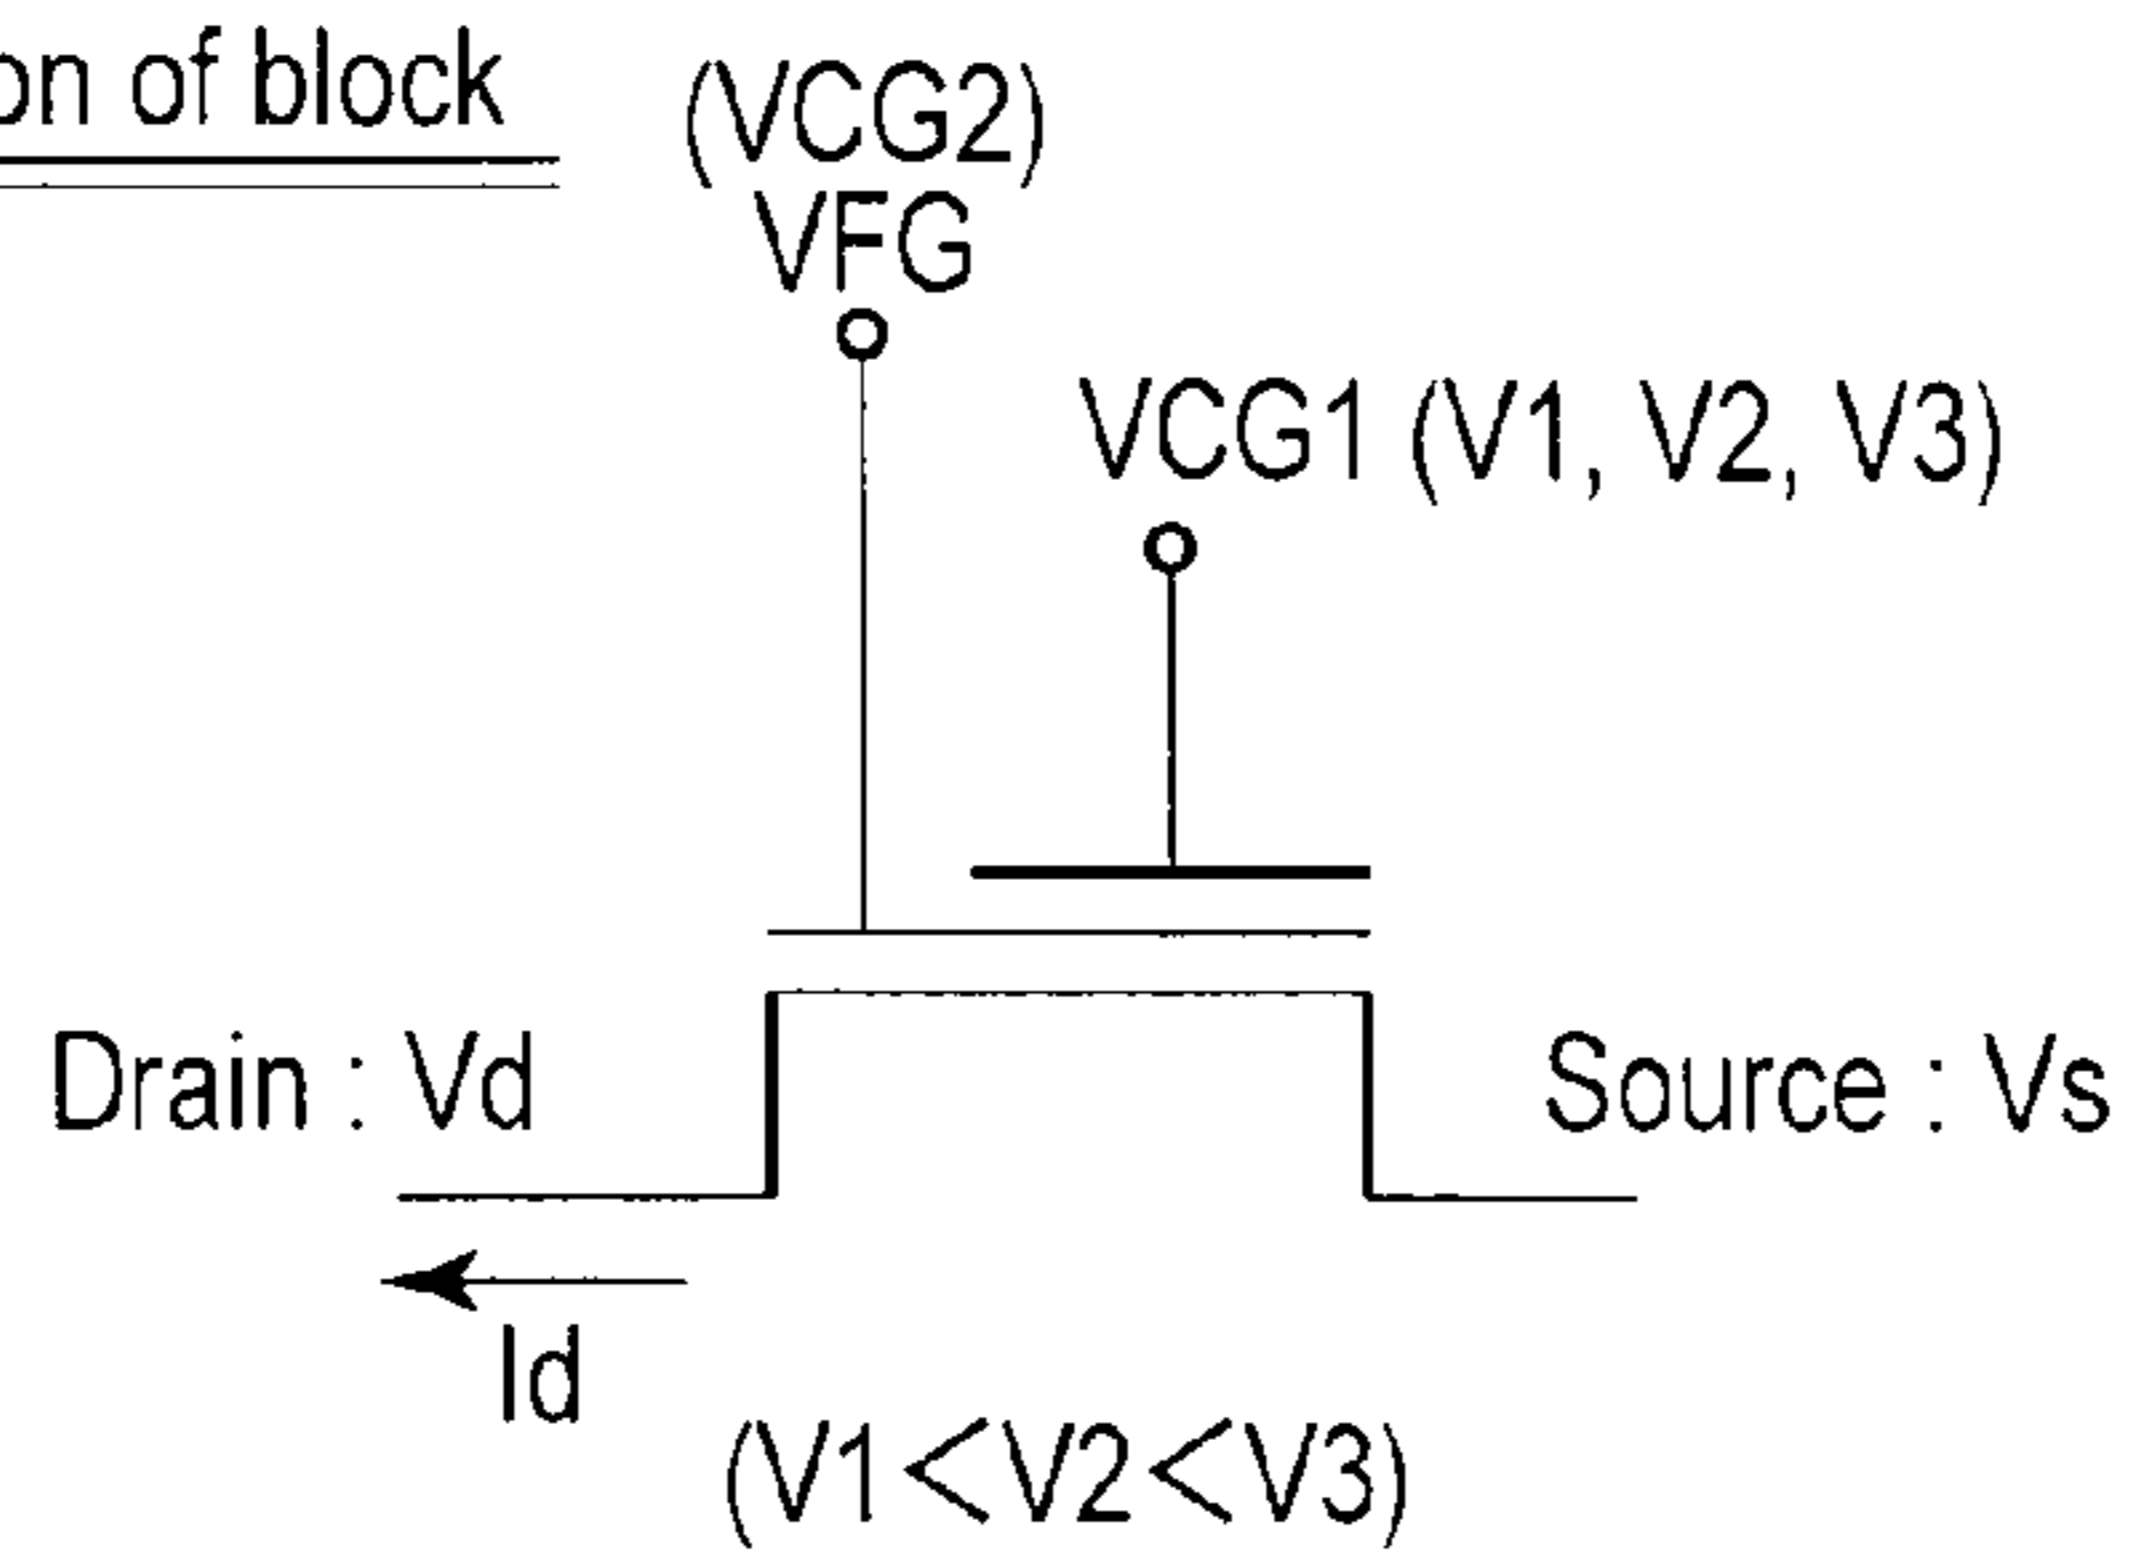 on of block
(VCG2)
VFG
VCG1 (V1, V2, V3)
Drain : Vd
Source : Vs
Id
(V1<V2<V3)